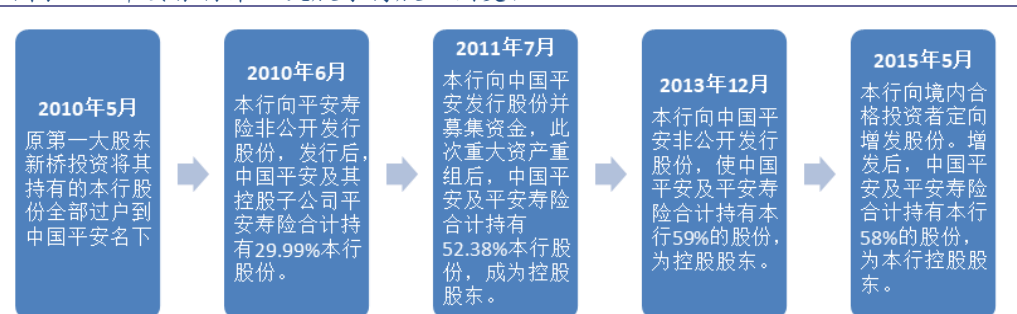 2010年5月
原第一大股东
新桥投资将其
持有的本行股
份全部过户到
中国平安名下
2010年6月
本行向平安寿
险非公开发行
股份，发行后，
中国平安及其
控股子公司平
安寿险合计持
有29.99%本行
股份。
2011年7月
本行向中国平
安发行股份并
募集资金，此
次重大资产重
组后，中国平
安及平安寿险
合计持有
52.38%本行股
份，成为控股
股东。
2013年12月
本行向中国平
安非公开发行
股份，使中国
平安及平安寿
险合计持有本
行59%的股份，
为控股股东。
2015年5月
本行向境内合
格投资者定向
增发股份。增
发后，中国平
安及平安寿险
合计持有本行
58%的股份，
为本行控股股
东。